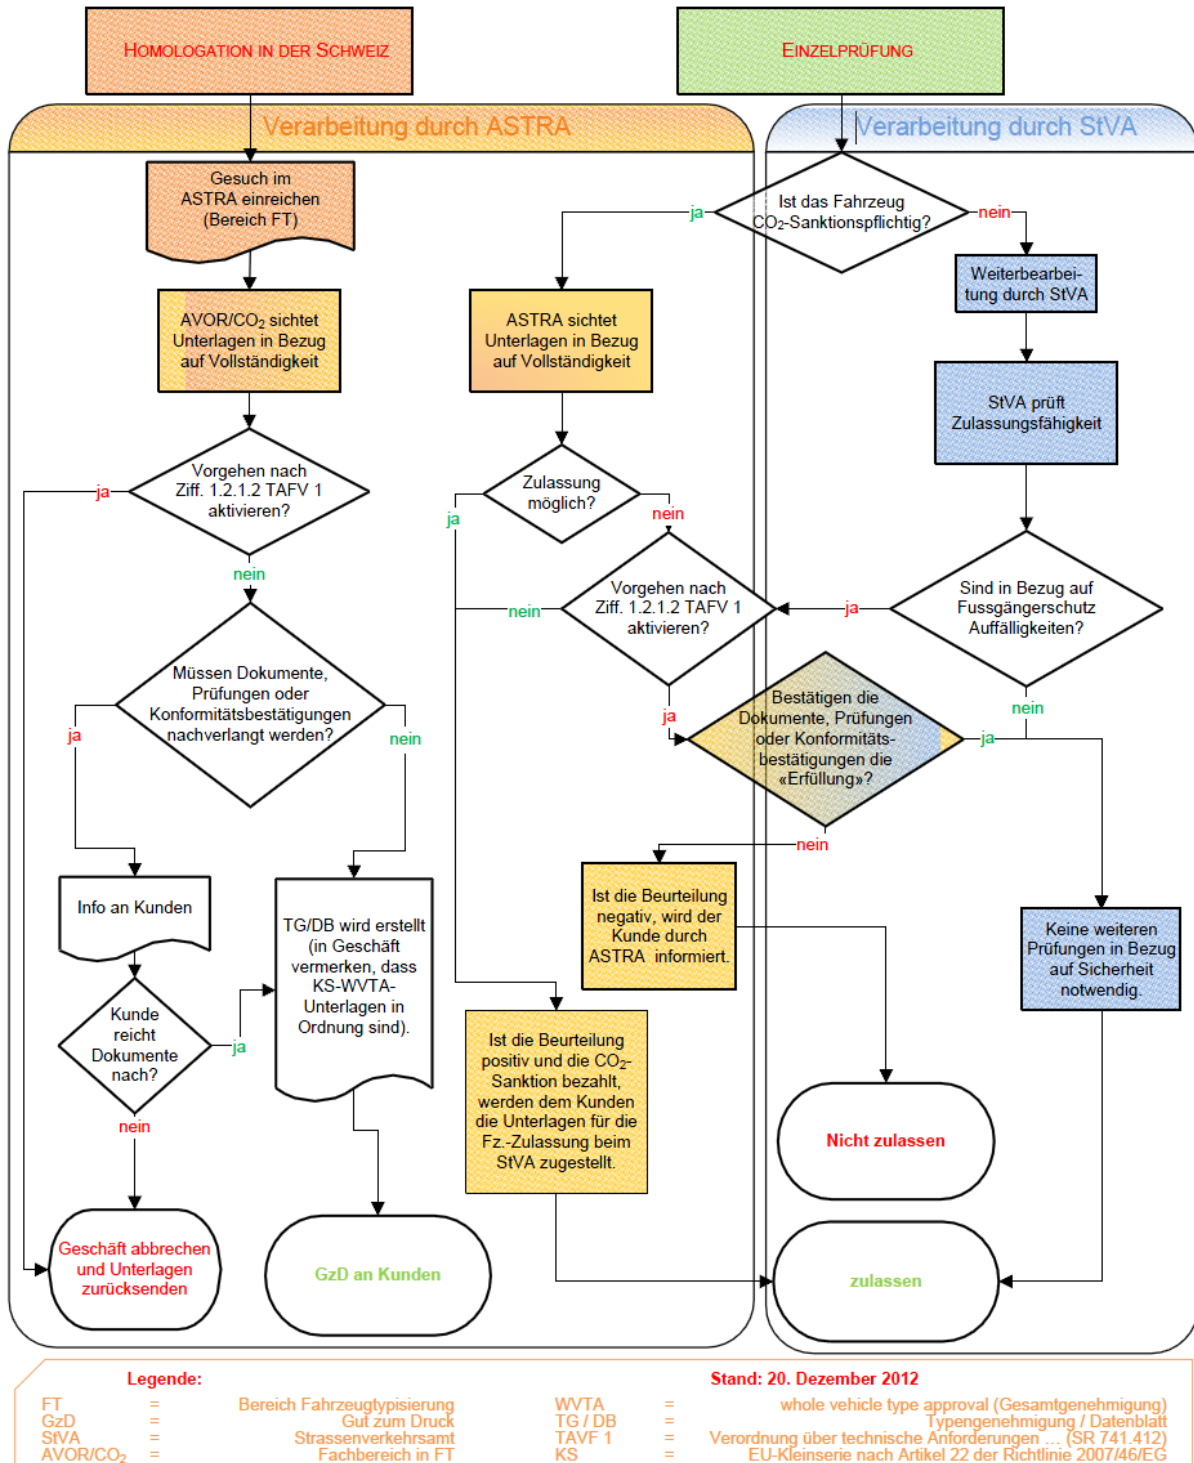 HOMOLOGATION IN DER SCHWEIZ
EINZELPRÜFUNG
Verarbeitung durch ASTRA
Verarbeitung durch StVA
Gesuch im
ASTRA einreichen
(Bereich FT)
Ist das Fahrzeug
CO₂-Sanktionspflichtig?
ja
nein
Weiterbearbei-
tung durch StVA
AVOR/CO₂ sichtet
Unterlagen in Bezug
auf Vollständigkeit
ASTRA sichtet
Unterlagen in Bezug
auf Vollständigkeit
StVA prüft
Zulassungsfähigkeit
Vorgehen nach
Ziff. 1.2.1.2 TAFV 1
aktivieren?
ja
nein
Zulassung
möglich?
ja
nein
Vorgehen nach
Ziff. 1.2.1.2 TAFV 1
aktivieren?
nein
ja
Sind in Bezug auf
Fussgängerschutz
Auffälligkeiten?
ja
nein
Müssen Dokumente,
Prüfungen oder
Konformitätsbestätigungen
nachverlangt werden?
ja
nein
Bestätigen die
Dokumente, Prüfungen
oder Konformitäts-
bestätigungen die
«Erfüllung»?
ja
nein
Info an Kunden
TG/DB wird erstellt
(in Geschäft
vermerken, dass
KS-WVTA-
Unterlagen in
Ordnung sind).
Ist die Beurteilung
negativ, wird der
Kunde durch
ASTRA informiert.
Keine weiteren
Prüfungen in Bezug
auf Sicherheit
notwendig.
Kunde
reicht
Dokumente
nach?
ja
nein
Ist die Beurteilung
positiv und die CO₂-
Sanktion bezahlt,
werden dem Kunden
die Unterlagen für die
Fz.-Zulassung beim
StVA zugestellt.
Nicht zulassen
Geschäft abbrechen
und Unterlagen
zurücksenden
GzD an Kunden
zulassen
Legende:
Stand: 20. Dezember 2012
FT = Bereich Fahrzeugtypisierung
GzD = Gut zum Druck
StVA = Strassenverkehrsamt
AVOR/CO₂ = Fachbereich in FT
WVTA = whole vehicle type approval (Gesamtgenehmigung)
TG / DB = Typengenehmigung / Datenblatt
TAVF 1 = Verordnung über technische Anforderungen ... (SR 741.412)
KS = EU-Kleinserie nach Artikel 22 der Richtlinie 2007/46/EG